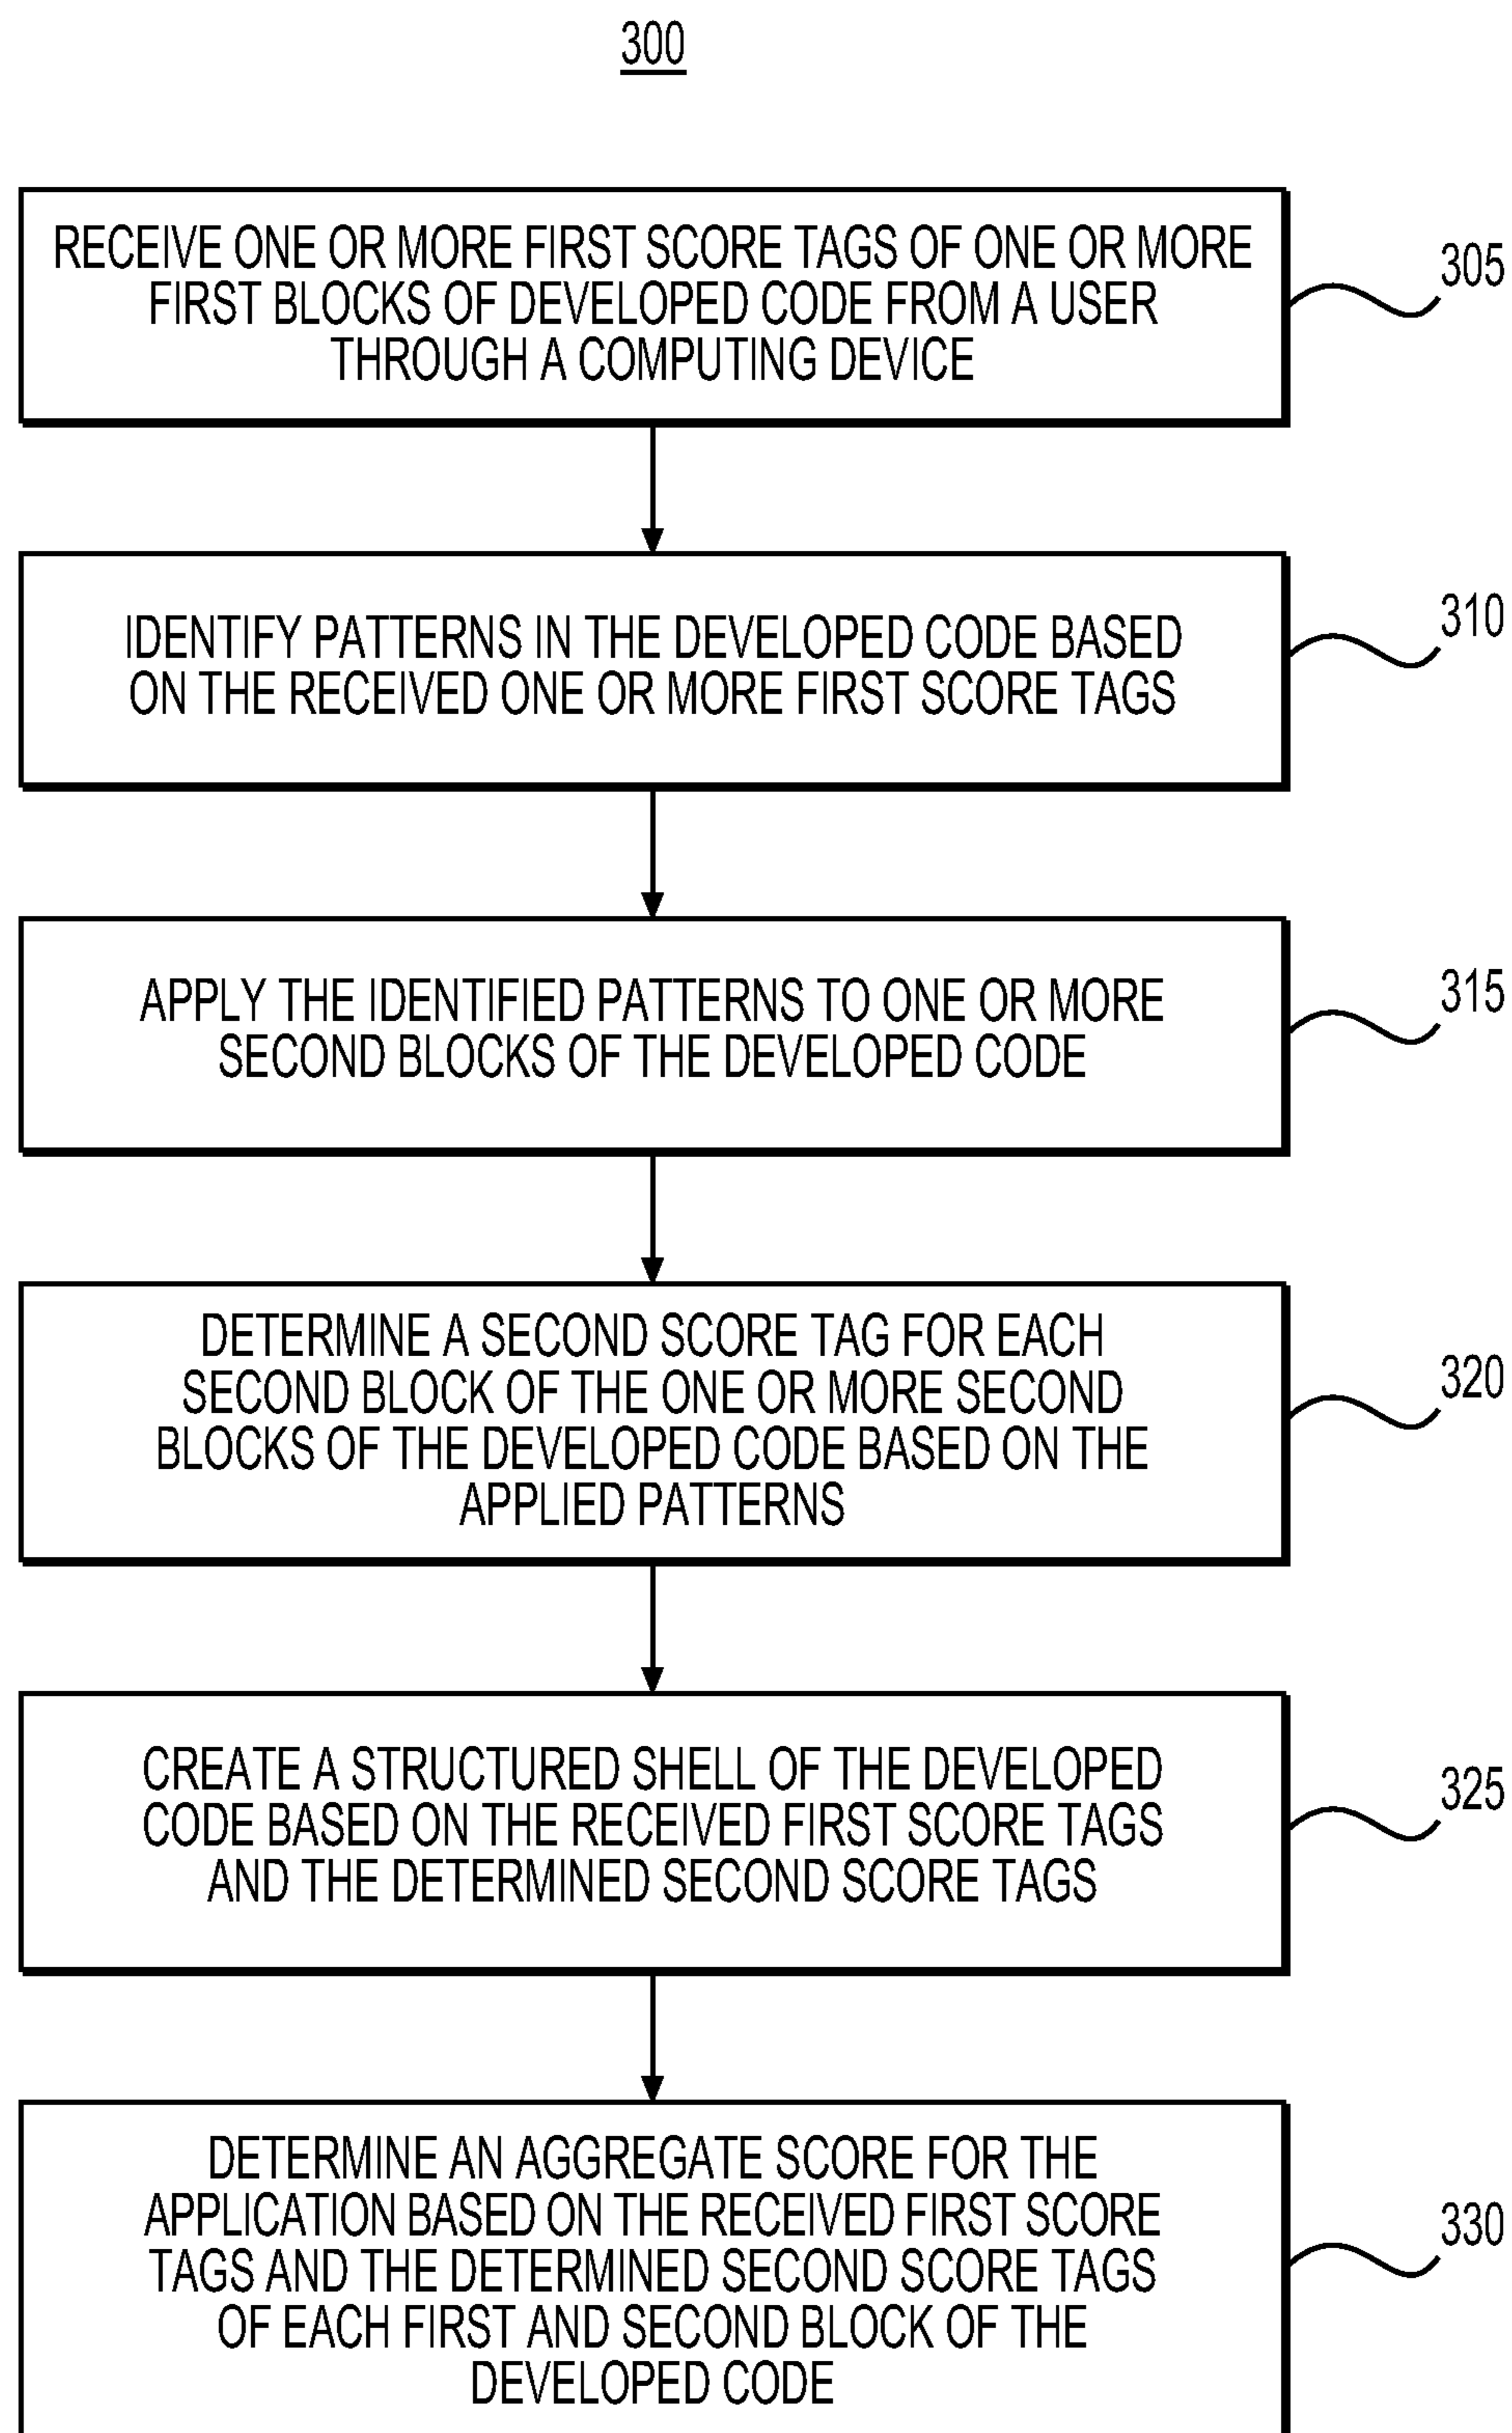 300
RECEIVE ONE OR MORE FIRST SCORE TAGS OF ONE OR MORE
FIRST BLOCKS OF DEVELOPED CODE FROM A USER
THROUGH A COMPUTING DEVICE
305
IDENTIFY PATTERNS IN THE DEVELOPED CODE BASED
ON THE RECEIVED ONE OR MORE FIRST SCORE TAGS
310
APPLY THE IDENTIFIED PATTERNS TO ONE OR MORE
SECOND BLOCKS OF THE DEVELOPED CODE
315
DETERMINE A SECOND SCORE TAG FOR EACH
SECOND BLOCK OF THE ONE OR MORE SECOND
BLOCKS OF THE DEVELOPED CODE BASED ON THE
APPLIED PATTERNS
320
CREATE A STRUCTURED SHELL OF THE DEVELOPED
CODE BASED ON THE RECEIVED FIRST SCORE TAGS
AND THE DETERMINED SECOND SCORE TAGS
325
DETERMINE AN AGGREGATE SCORE FOR THE
APPLICATION BASED ON THE RECEIVED FIRST SCORE
TAGS AND THE DETERMINED SECOND SCORE TAGS
OF EACH FIRST AND SECOND BLOCK OF THE
DEVELOPED CODE
330